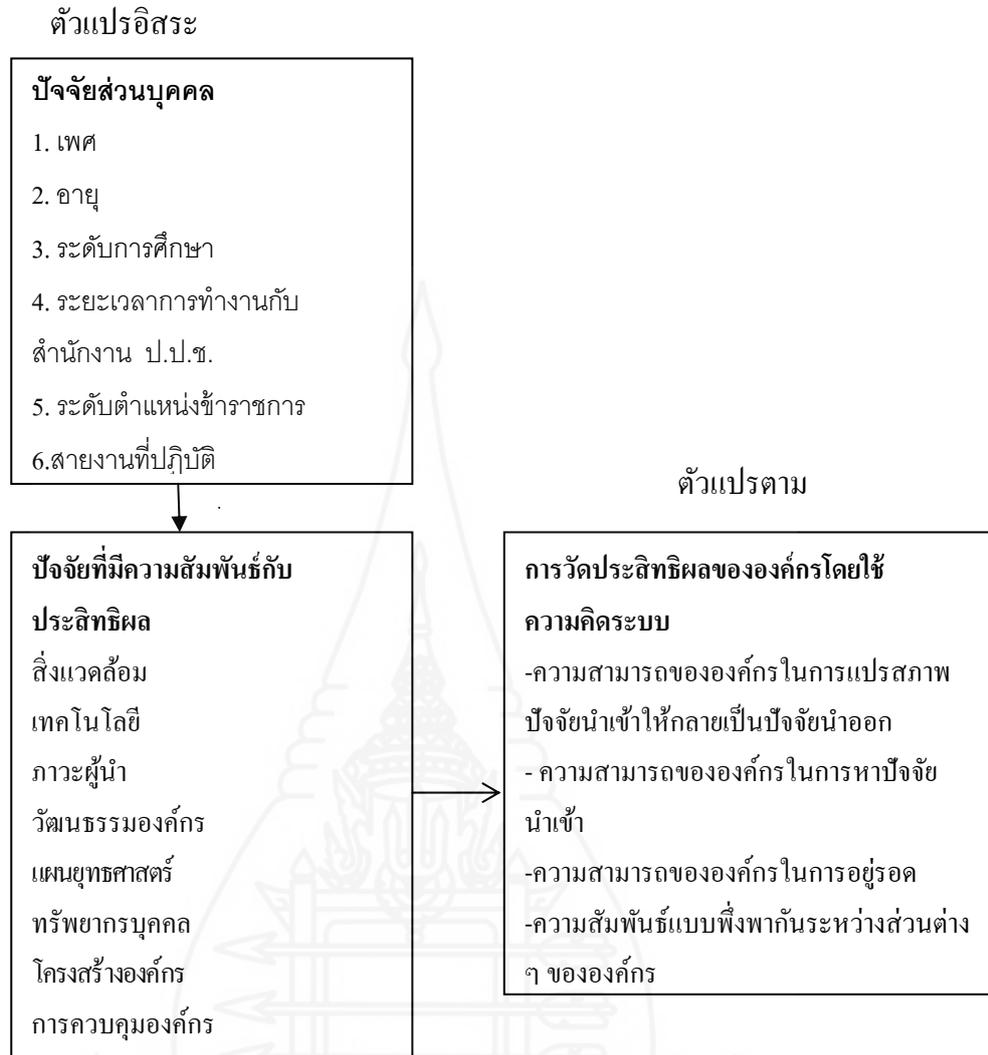 ตัวแปรอิสระ
ปัจจัยส่วนบุคคล
1. เพศ
2. อายุ
3. ระดับการศึกษา
4. ระยะเวลาการทำงานกับ
สำนักงาน ป.ป.ช.
5. ระดับตำแหน่งข้าราชการ
6.สายงานที่ปฏิบัติ
ปัจจัยที่มีความสัมพันธ์กับ
ประสิทธิผล
สิ่งแวดล้อม
เทคโนโลยี
ภาวะผู้นำ
วัฒนธรรมองค์กร
แผนยุทธศาสตร์
ทรัพยากรบุคคล
โครงสร้างองค์กร
การควบคุมองค์กร
ตัวแปรตาม
การวัดประสิทธิผลขององค์กรโดยใช้
ความคิดระบบ
-ความสามารถขององค์กรในการแปรสภาพ
ปัจจัยนำเข้าให้กลายเป็นปัจจัยนำออก
- ความสามารถขององค์กรในการหาปัจจัย
นำเข้า
-ความสามารถขององค์กรในการอยู่รอด
-ความสัมพันธ์แบบพึ่งพากันระหว่างส่วนต่าง
ๆ ขององค์กร